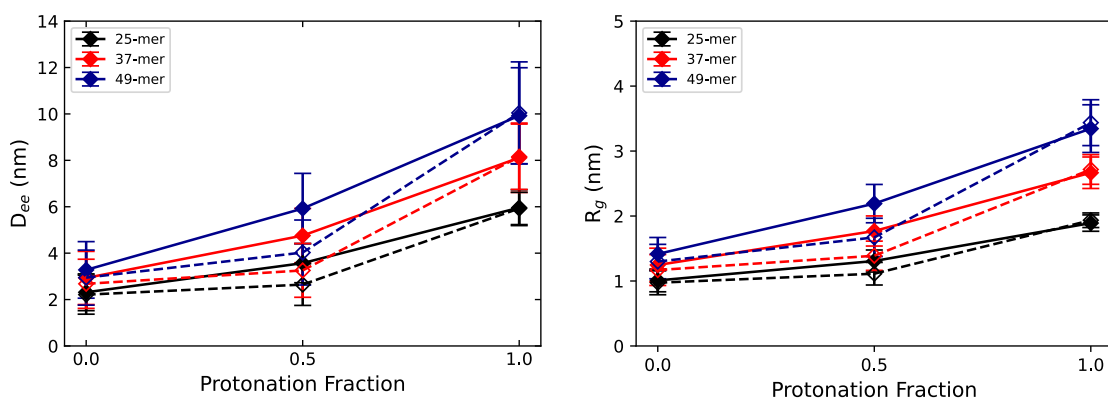 14
12
10
8
6
4
2
0
D_ee (nm)
25-mer
37-mer
49-mer
0.0
0.5
1.0
Protonation Fraction
5
4
3
2
1
0
R_g (nm)
25-mer
37-mer
49-mer
0.0
0.5
1.0
Protonation Fraction